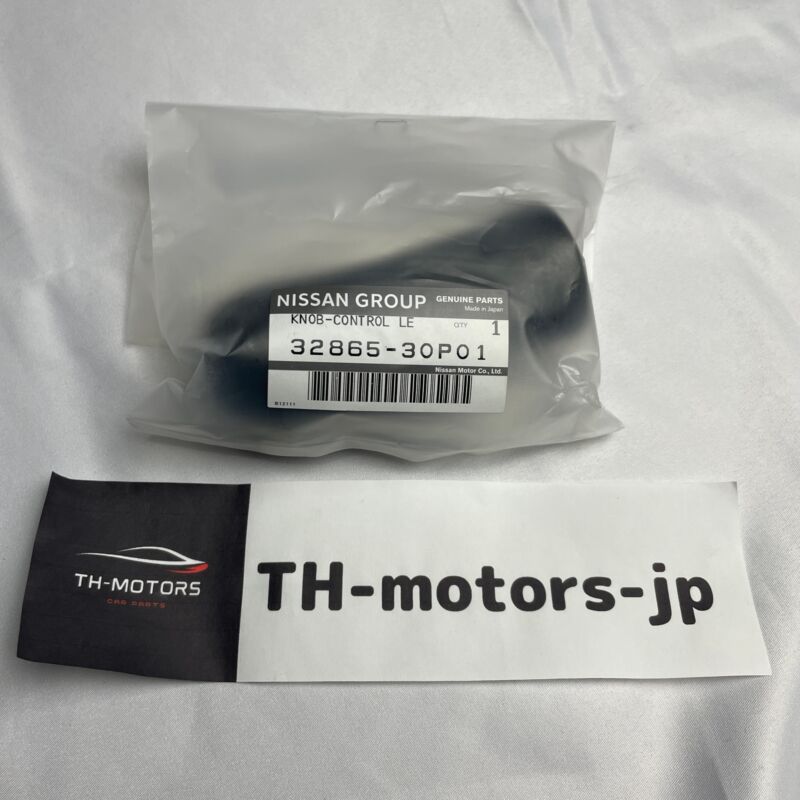 NISSAN GROUP GENUINE PARTS
Made in Japan
KNOB-CONTROL LE QTY 1
32865-30P01
Nissan Motor Co., Ltd.
B12111
TH-MOTORS
CAR PARTS
TH-motors-jp